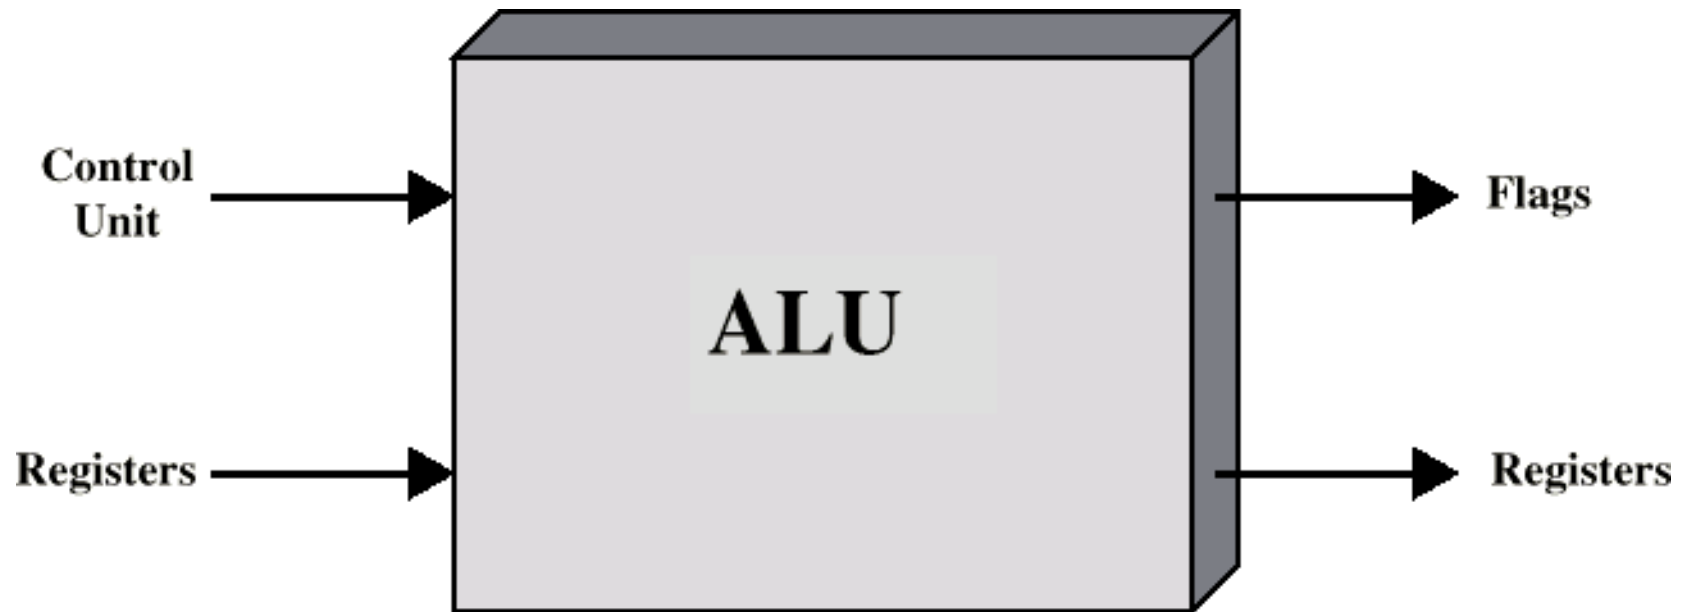 Control
Unit
Flags
ALU
Registers
Registers